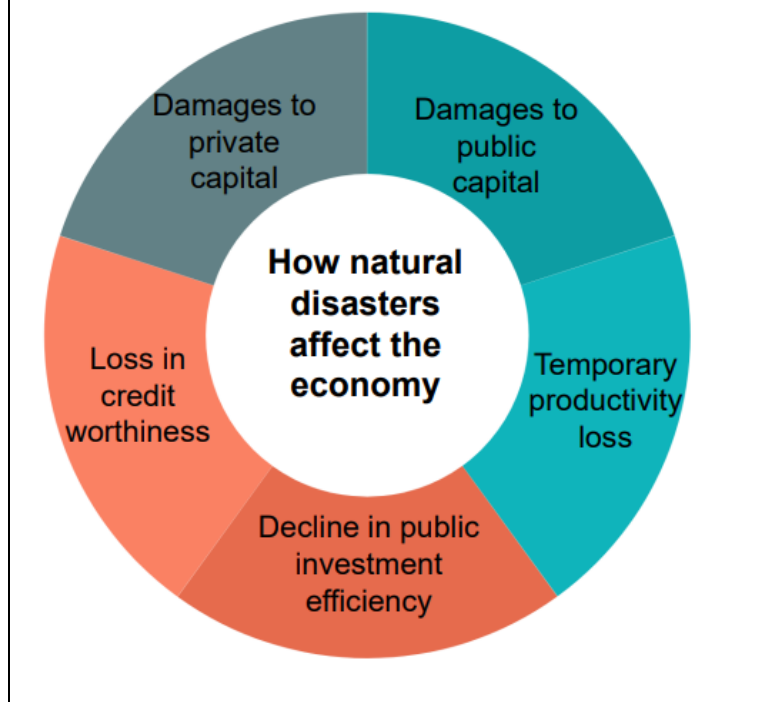 How natural
disasters
affect the
economy
Damages to
public
capital
Temporary
productivity
loss
Decline in public
investment
efficiency
Loss in
credit
worthiness
Damages to
private
capital